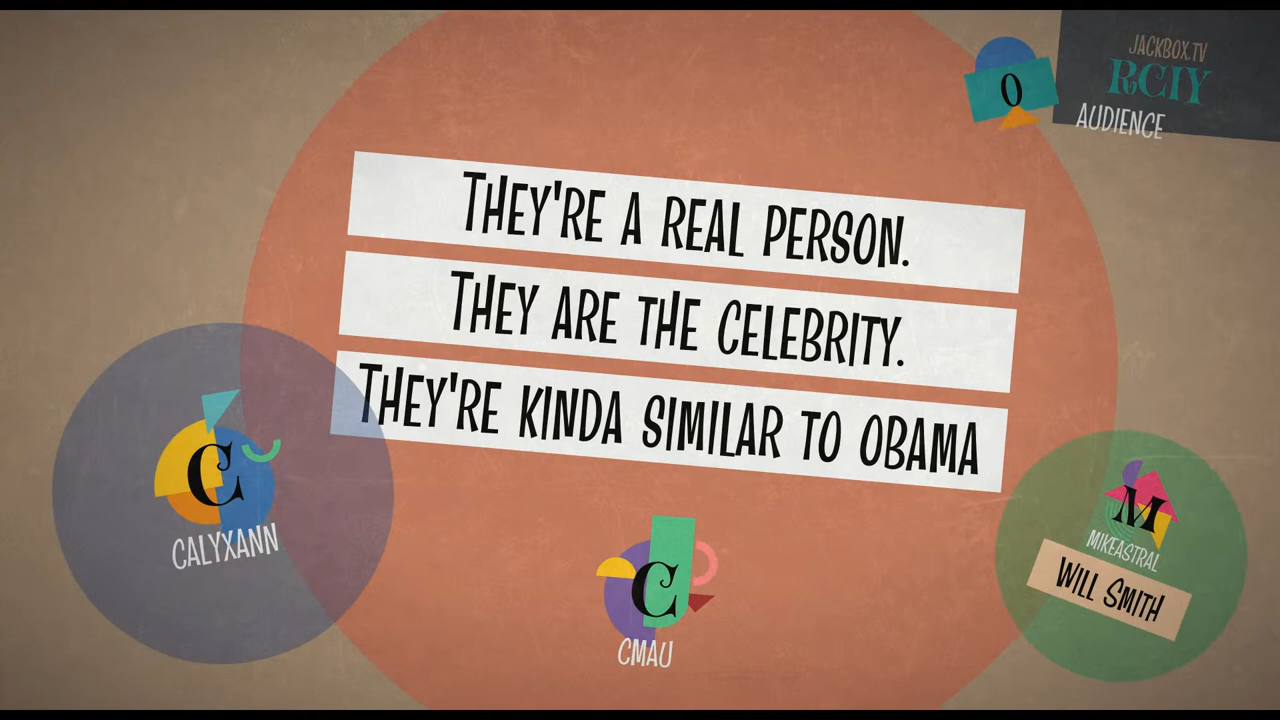 JACKBOX.TV
RCIY
O
AUDIENCE
THEY'RE A REAL PERSON.
THEY ARE THE CELEBRITY.
THEY'RE KINDA SIMILAR TO OBAMA
C
CALYXANN
C
CMAU
M
MIKEASTRAL
WILL SMITH